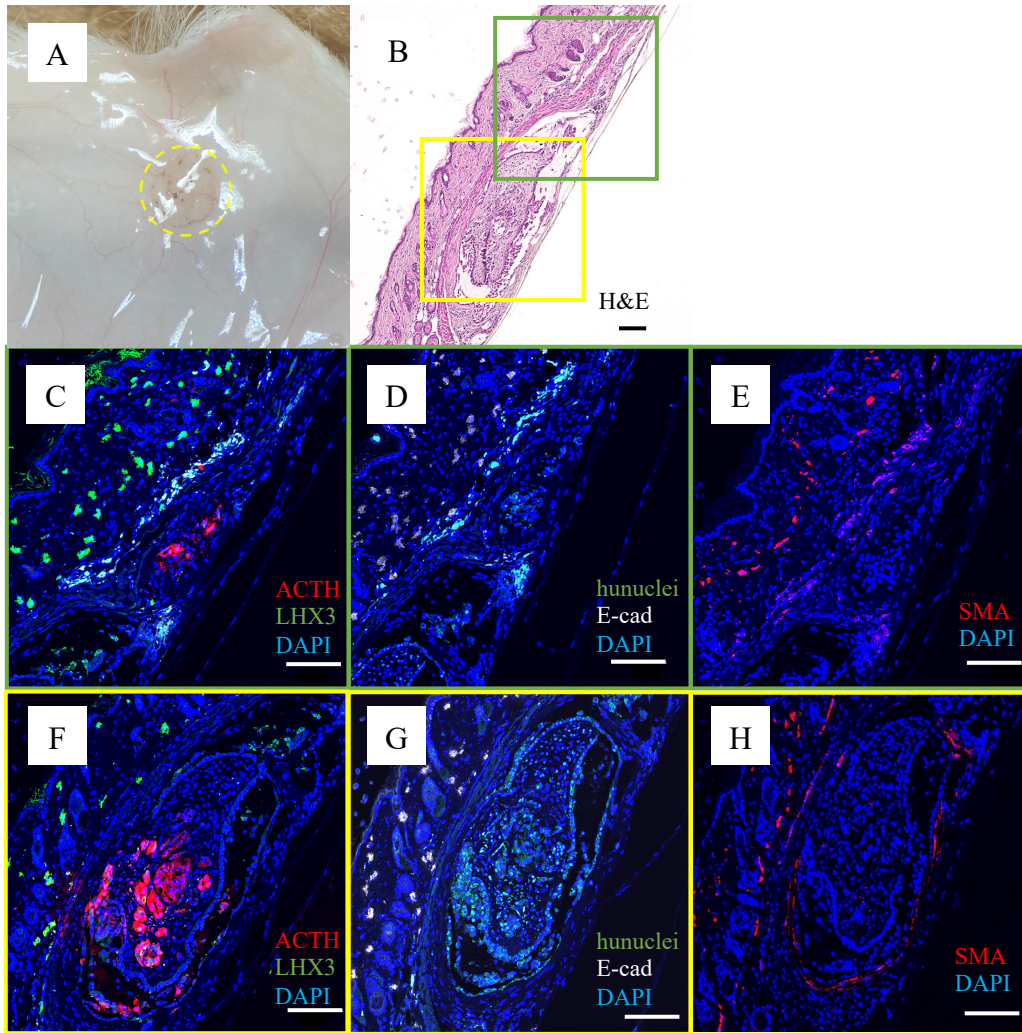 A
B
H&E
C
ACTH
LHX3
DAPI
D
hunuclei
E-cad
DAPI
E
SMA
DAPI
F
ACTH
LHX3
DAPI
G
hunuclei
E-cad
DAPI
H
SMA
DAPI